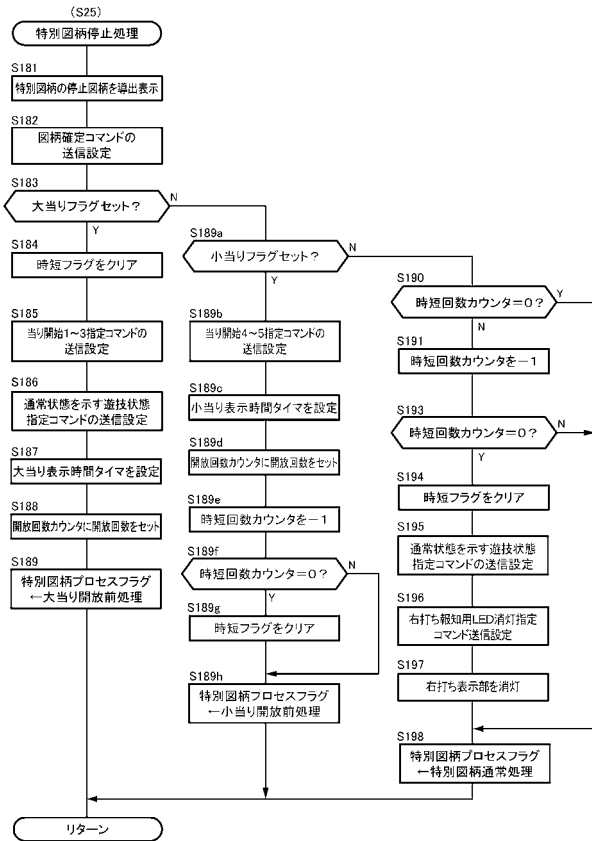 (S25)
特別図柄停止処理
S181
特別図柄の停止図柄を導出表示
S182
図柄確定コマンドの
送信設定
S183
大当りフラグセット?
N
Y
S184
時短フラグをクリア
S185
当り開始1~3指定コマンドの
送信設定
S186
通常状態を示す遊技状態
指定コマンドの送信設定
S187
大当り表示時間タイマを設定
S188
開放回数カウンタに開放回数をセット
S189
特別図柄プロセスフラグ
←大当り開放前処理
リターン
S189a
小当りフラグセット?
N
Y
S189b
当り開始4~5指定コマンドの
送信設定
S189c
小当り表示時間タイマを設定
S189d
開放回数カウンタに開放回数をセット
S189e
時短回数カウンタを-1
S189f
時短回数カウンタ=0?
N
Y
S189g
時短フラグをクリア
S189h
特別図柄プロセスフラグ
←小当り開放前処理
S190
時短回数カウンタ=0?
Y
N
S191
時短回数カウンタを-1
S193
時短回数カウンタ=0?
N
Y
S194
時短フラグをクリア
S195
通常状態を示す遊技状態
指定コマンドの送信設定
S196
右打ち報知用LED消灯指定
コマンド送信設定
S197
右打ち表示部を消灯
S198
特別図柄プロセスフラグ
←特別図柄通常処理